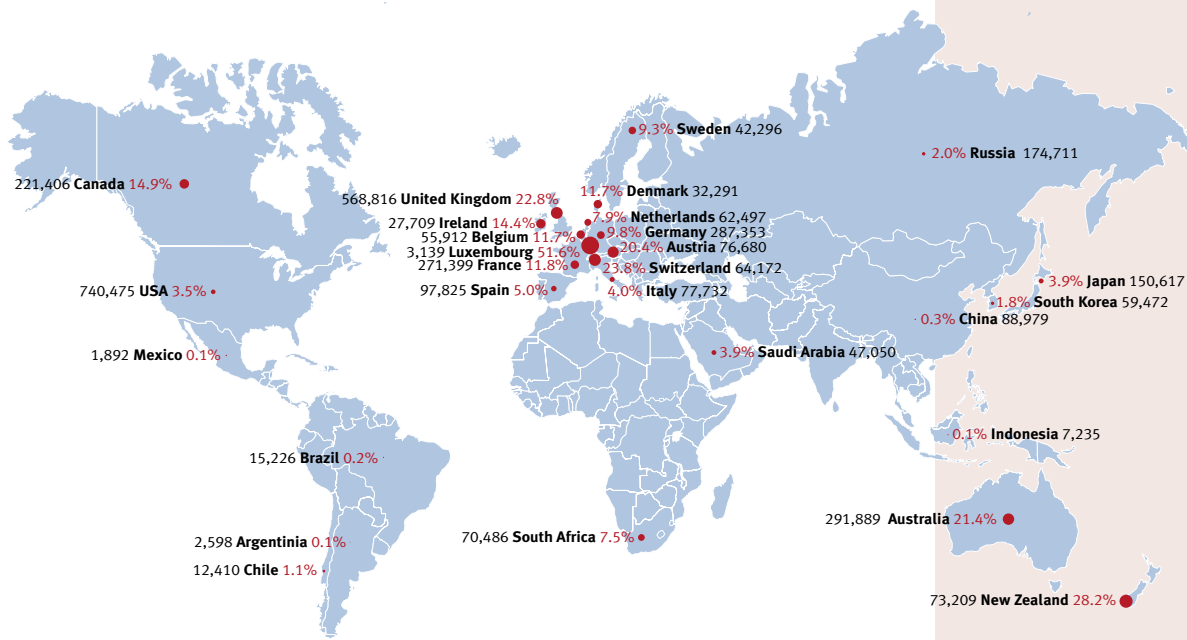 9.3% Sweden 42,296
2.0% Russia 174,711
221,406 Canada 14.9%
11.7% Denmark 32,291
568,816 United Kingdom 22.8%
7.9% Netherlands 62,497
27,709 Ireland 14.4%
9.8% Germany 287,353
55,912 Belgium 11.7%
20.4% Austria 76,680
3,139 Luxembourg 51.6%
271,399 France 11.8%
23.8% Switzerland 64,172
97,825 Spain 5.0%
4.0% Italy 77,732
740,475 USA 3.5%
3.9% Japan 150,617
1.8% South Korea 59,472
0.3% China 88,979
1,892 Mexico 0.1%
3.9% Saudi Arabia 47,050
0.1% Indonesia 7,235
15,226 Brazil 0.2%
291,889 Australia 21.4%
70,486 South Africa 7.5%
2,598 Argentinia 0.1%
12,410 Chile 1.1%
73,209 New Zealand 28.2%